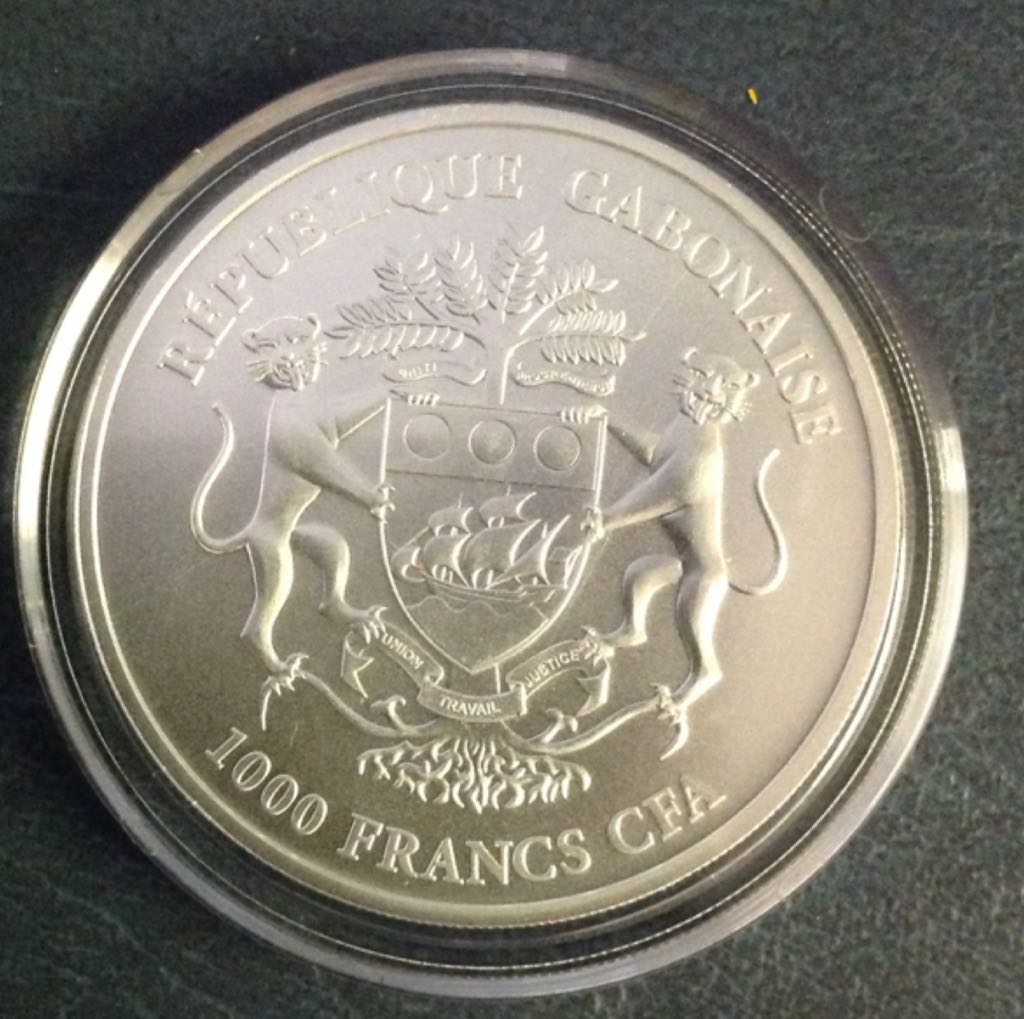 RÉPUBLIQUE GABONAISE
UNION
TRAVAIL
JUSTICE
1000 FRANCS CFA